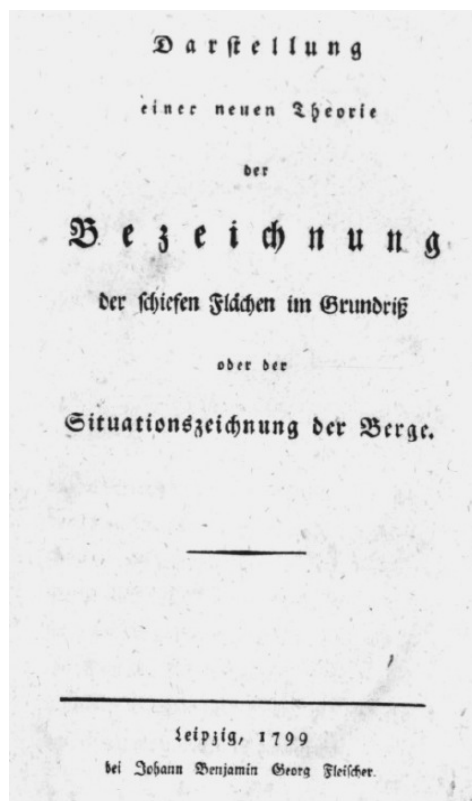 Darſtellung
einer neuen Theorie
der
Bezeichnung
der ſchiefen Flächen im Grundriß
oder der
Situationszeichnung der Berge.
Leipzig, 1799
bei Johann Benjamin Georg Fleiſcher.